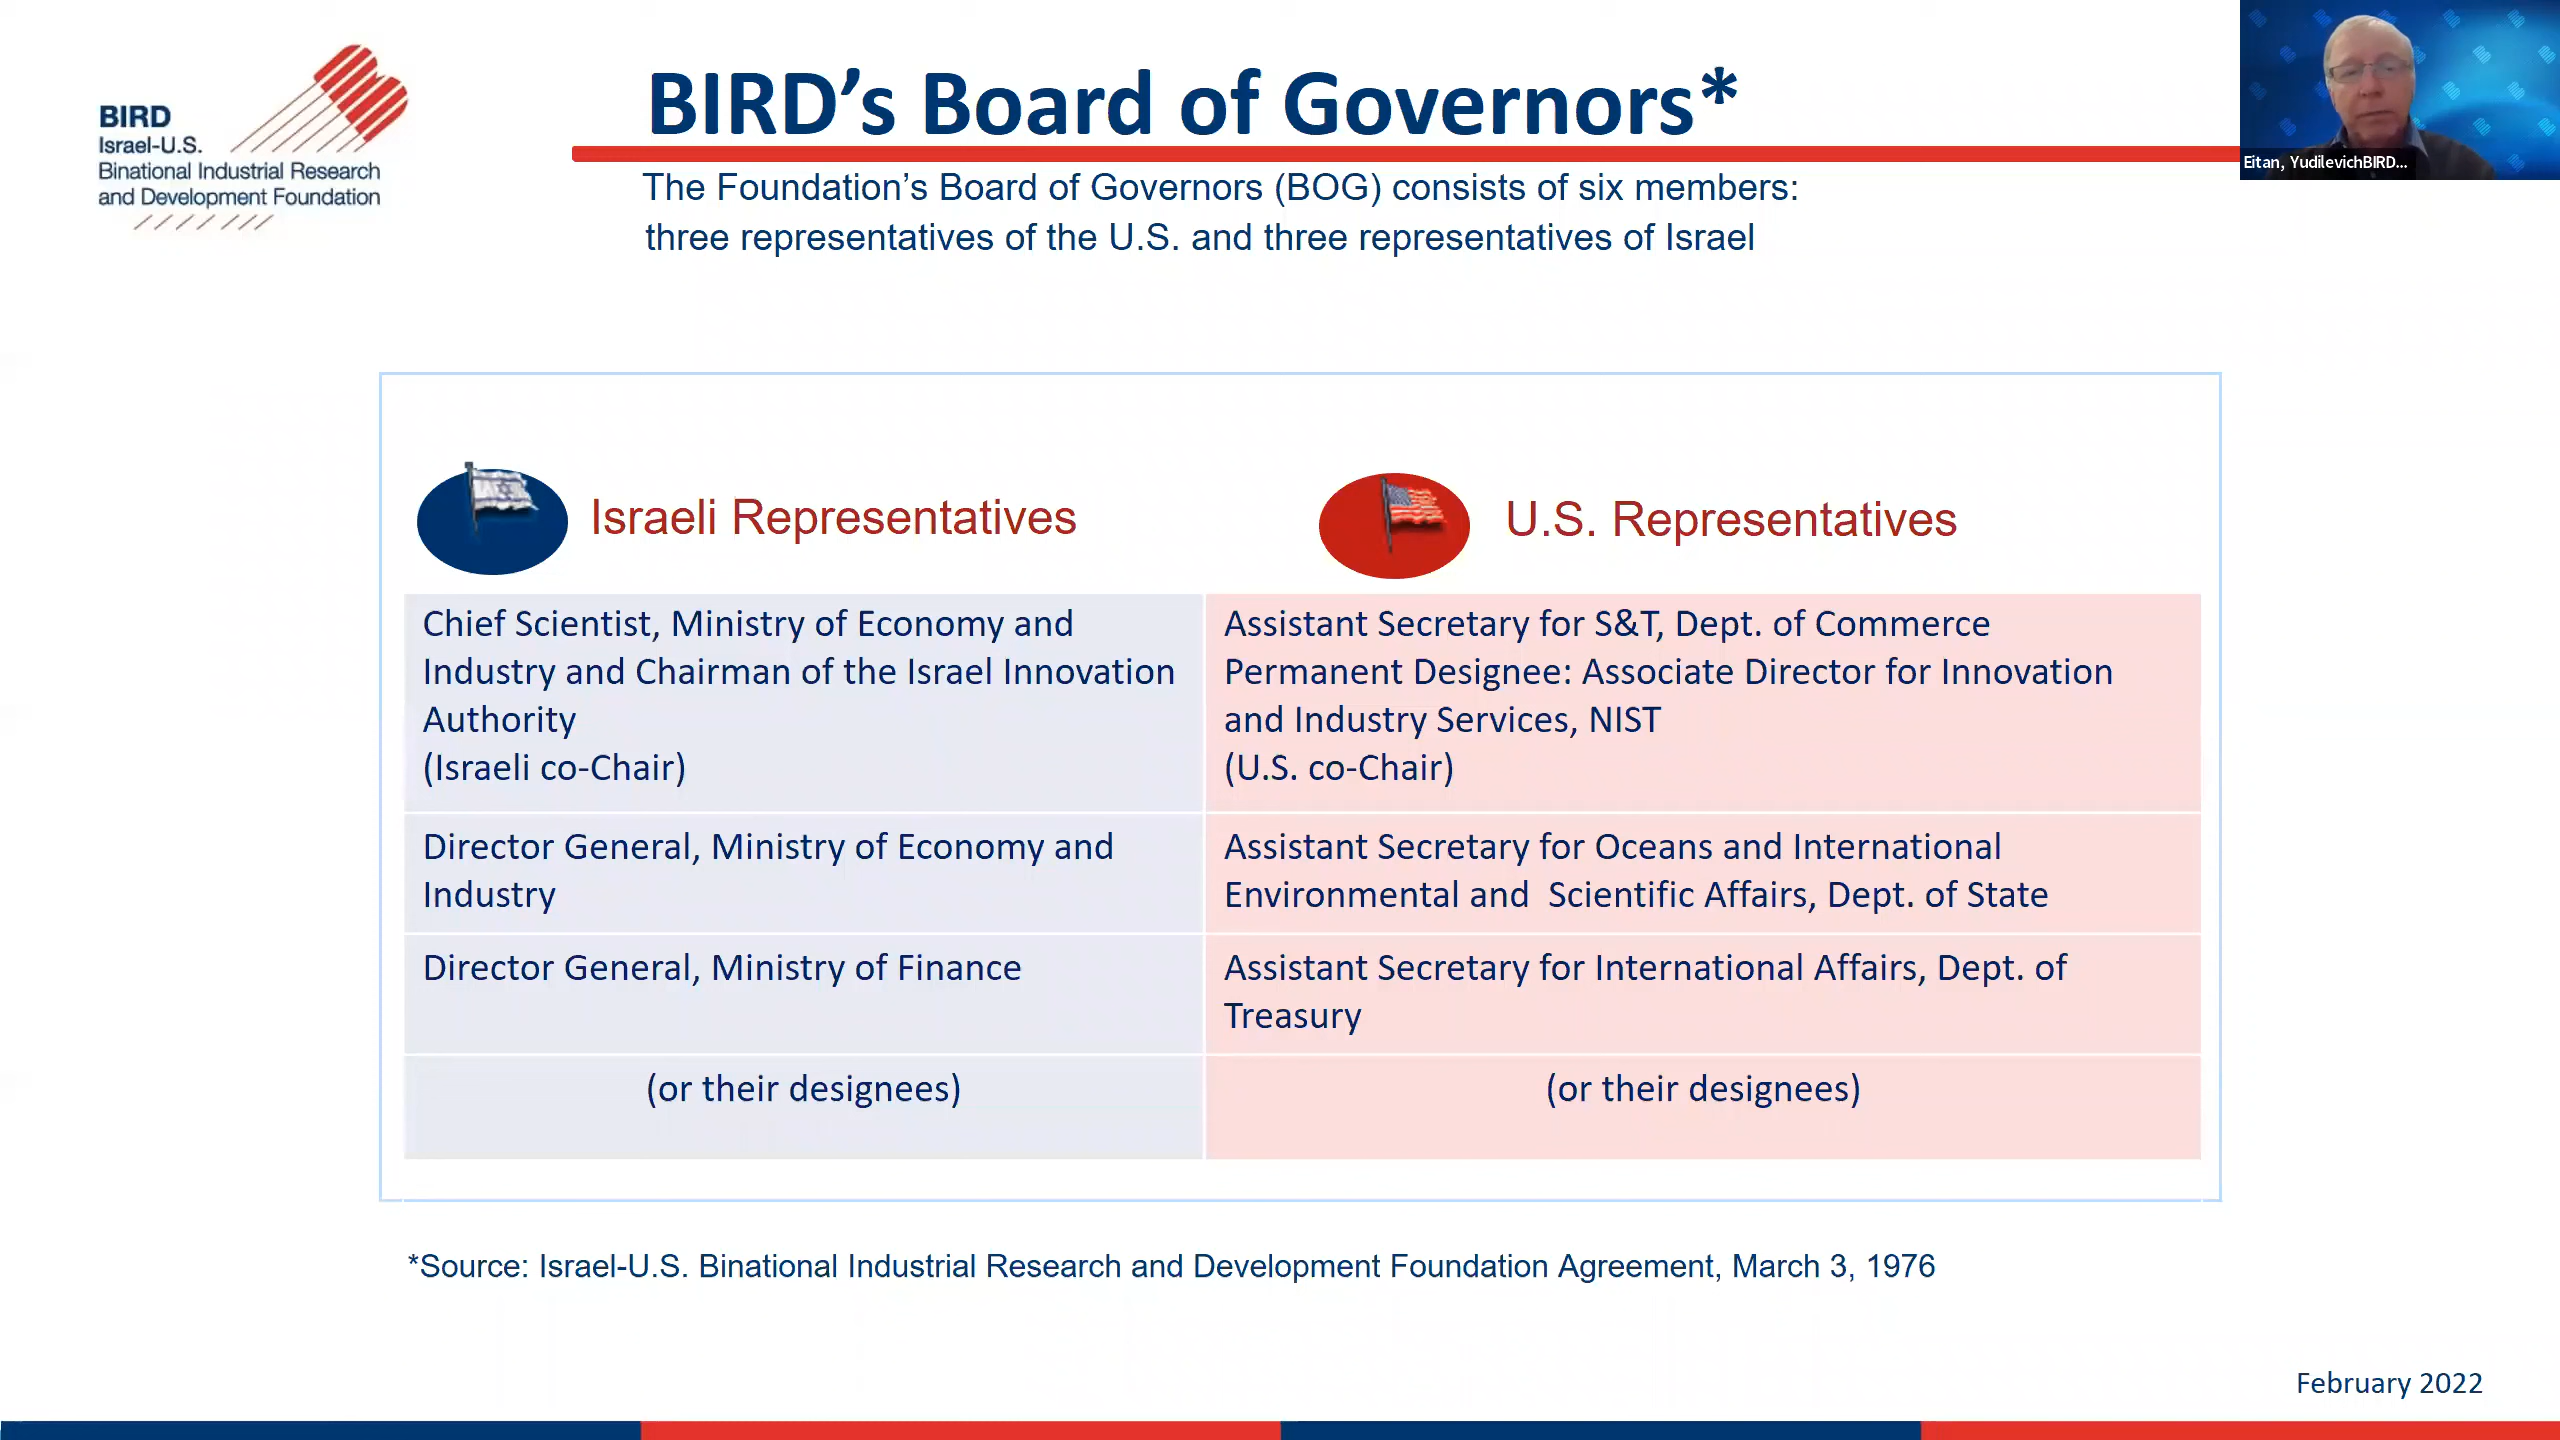 BIRD
Israel-U.S.
Binational Industrial Research
and Development Foundation
BIRD’s Board of Governors*
The Foundation’s Board of Governors (BOG) consists of six members:
three representatives of the U.S. and three representatives of Israel
Eitan, YudilevichBIRD...
Israeli Representatives
U.S. Representatives
Chief Scientist, Ministry of Economy and
Industry and Chairman of the Israel Innovation
Authority
(Israeli co-Chair)
Assistant Secretary for S&T, Dept. of Commerce
Permanent Designee: Associate Director for Innovation
and Industry Services, NIST
(U.S. co-Chair)
Director General, Ministry of Economy and
Industry
Assistant Secretary for Oceans and International
Environmental and  Scientific Affairs, Dept. of State
Director General, Ministry of Finance
Assistant Secretary for International Affairs, Dept. of
Treasury
(or their designees)
(or their designees)
*Source: Israel-U.S. Binational Industrial Research and Development Foundation Agreement, March 3, 1976
February 2022